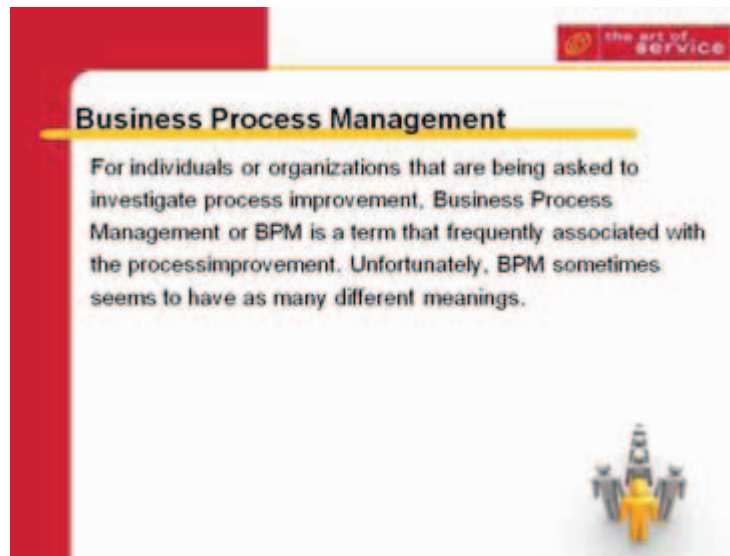 the art of
service
Business Process Management
For individuals or organizations that are being asked to
investigate process improvement, Business Process
Management or BPM is a term that frequently associated with
the processimprovement. Unfortunately, BPM sometimes
seems to have as many different meanings.